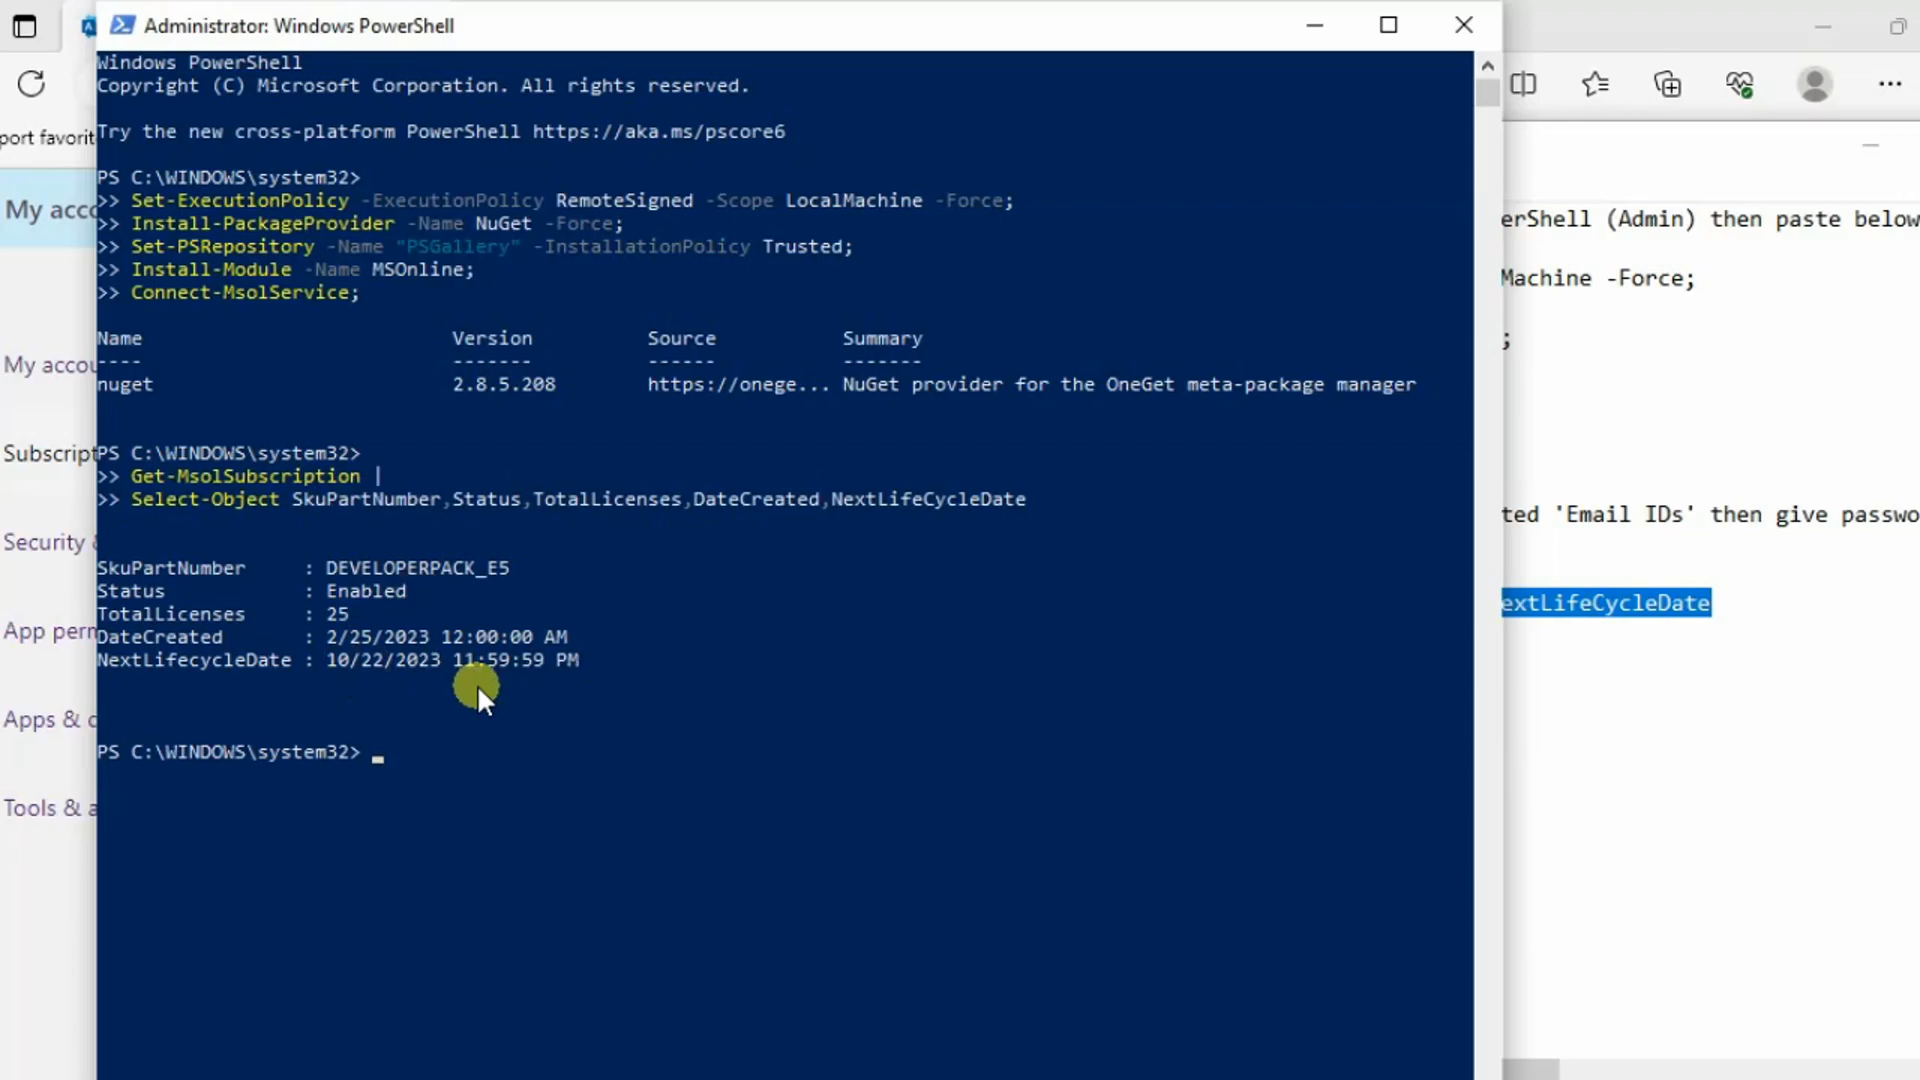 Administrator: Windows PowerShell
Windows PowerShell
Copyright (C) Microsoft Corporation. All rights reserved.
Try the new cross-platform PowerShell https://aka.ms/pscore6
PS C:\WINDOWS\system32>
>> Set-ExecutionPolicy -ExecutionPolicy RemoteSigned -Scope LocalMachine -Force;
>> Install-PackageProvider -Name NuGet -Force;
>> Set-PSRepository -Name "PSGallery" -InstallationPolicy Trusted;
>> Install-Module -Name MSOnline;
>> Connect-MsolService;
Name Version Source Summary
---- ------- ------ -------
nuget 2.8.5.208 https://onege... NuGet provider for the OneGet meta-package manager
PS C:\WINDOWS\system32>
>> Get-MsolSubscription |
>> Select-Object SkuPartNumber,Status,TotalLicenses,DateCreated,NextLifeCycleDate
SkuPartNumber : DEVELOPERPACK_E5
Status : Enabled
TotalLicenses : 25
DateCreated : 2/25/2023 12:00:00 AM
NextLifecycleDate : 10/22/2023 11:59:59 PM
PS C:\WINDOWS\system32>
port favorit
My acc
My accou
Subscript
Security &
App perm
Apps &
Tools &
erShell (Admin) then paste below
Machine -Force;
;
ted 'Email IDs' then give passwo
extLifeCycleDate